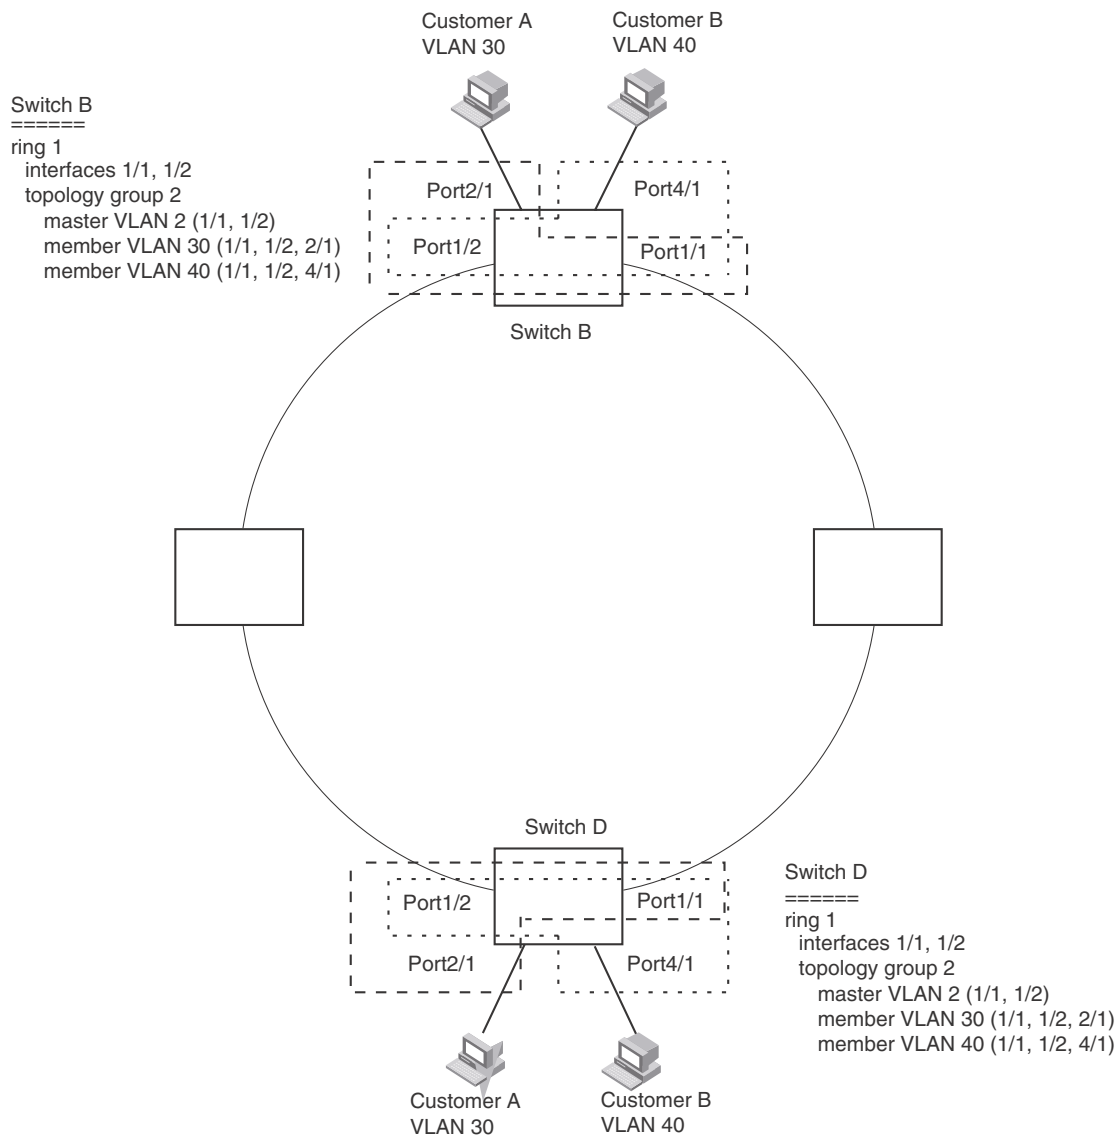 Customer A
VLAN 30
Customer B
VLAN 40
Switch B
======
ring 1
interfaces 1/1, 1/2
topology group 2
master VLAN 2 (1/1, 1/2)
member VLAN 30 (1/1, 1/2, 2/1)
member VLAN 40 (1/1, 1/2, 4/1)
Port2/1
Port4/1
Port1/2
Port1/1
Switch B
Switch D
Port1/2
Port1/1
Port2/1
Port4/1
Switch D
======
ring 1
interfaces 1/1, 1/2
topology group 2
master VLAN 2 (1/1, 1/2)
member VLAN 30 (1/1, 1/2, 2/1)
member VLAN 40 (1/1, 1/2, 4/1)
Customer A
VLAN 30
Customer B
VLAN 40